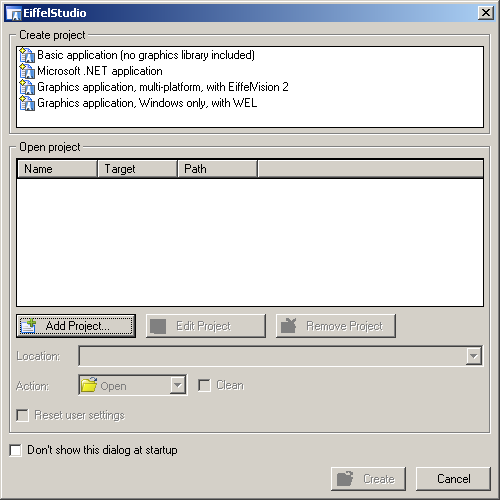 EiffelStudio
Create project
Basic application (no graphics library included)
Microsoft .NET application
Graphics application, multi-platform, with EiffelVision 2
Graphics application, Windows only, with WEL
Open project
Name Target Path
Add Project... Edit Project Remove Project
Location:
Action: Open Clean
Reset user settings
Don't show this dialog at startup
Create Cancel